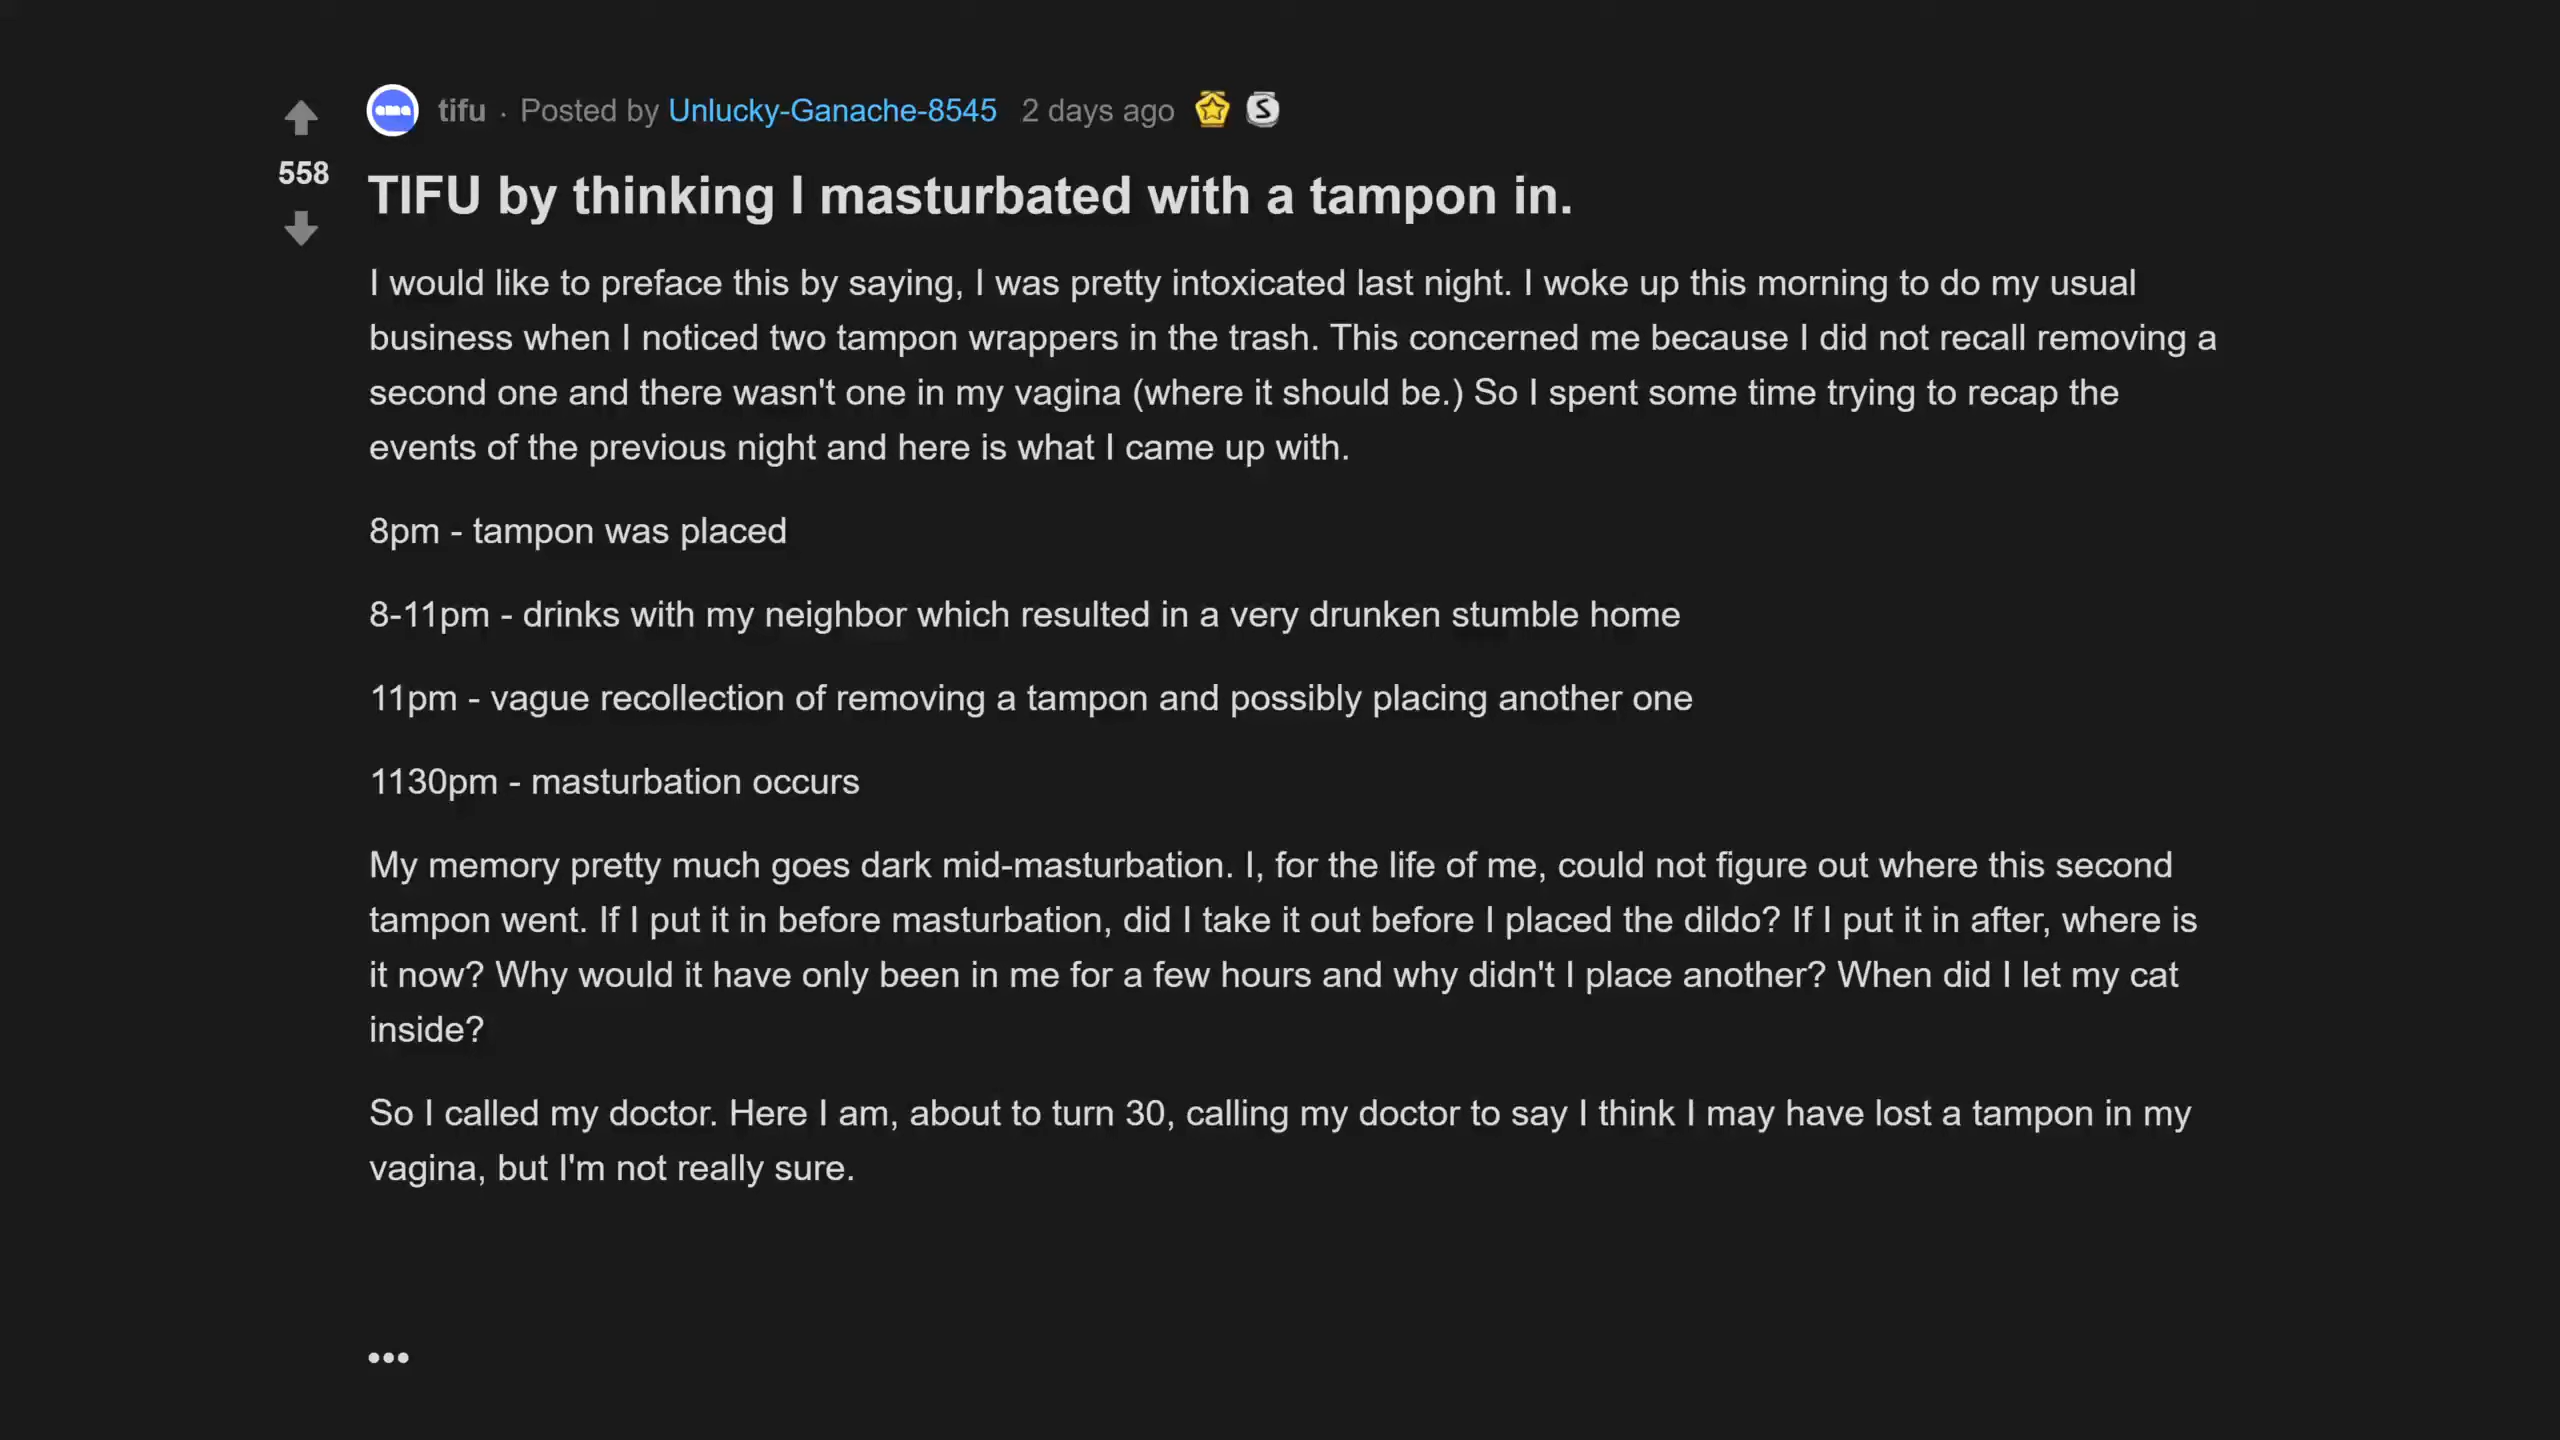 tifu · Posted by Unlucky-Ganache-8545 2 days ago
558
TIFU by thinking I masturbated with a tampon in.
I would like to preface this by saying, I was pretty intoxicated last night. I woke up this morning to do my usual
business when I noticed two tampon wrappers in the trash. This concerned me because I did not recall removing a
second one and there wasn't one in my vagina (where it should be.) So I spent some time trying to recap the
events of the previous night and here is what I came up with.
8pm - tampon was placed
8-11pm - drinks with my neighbor which resulted in a very drunken stumble home
11pm - vague recollection of removing a tampon and possibly placing another one
1130pm - masturbation occurs
My memory pretty much goes dark mid-masturbation. I, for the life of me, could not figure out where this second
tampon went. If I put it in before masturbation, did I take it out before I placed the dildo? If I put it in after, where is
it now? Why would it have only been in me for a few hours and why didn't I place another? When did I let my cat
inside?
So I called my doctor. Here I am, about to turn 30, calling my doctor to say I think I may have lost a tampon in my
vagina, but I'm not really sure.
•••